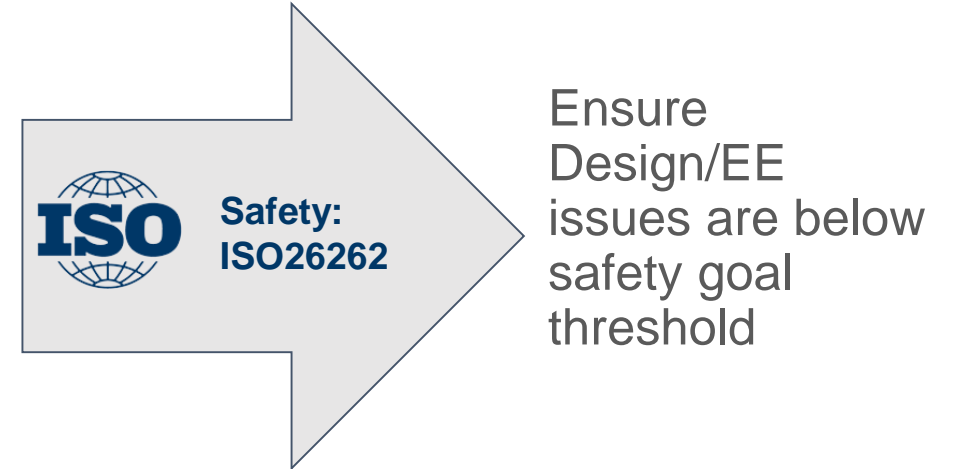 ISO
Safety:
ISO26262
Ensure
Design/EE
issues are below
safety goal
threshold